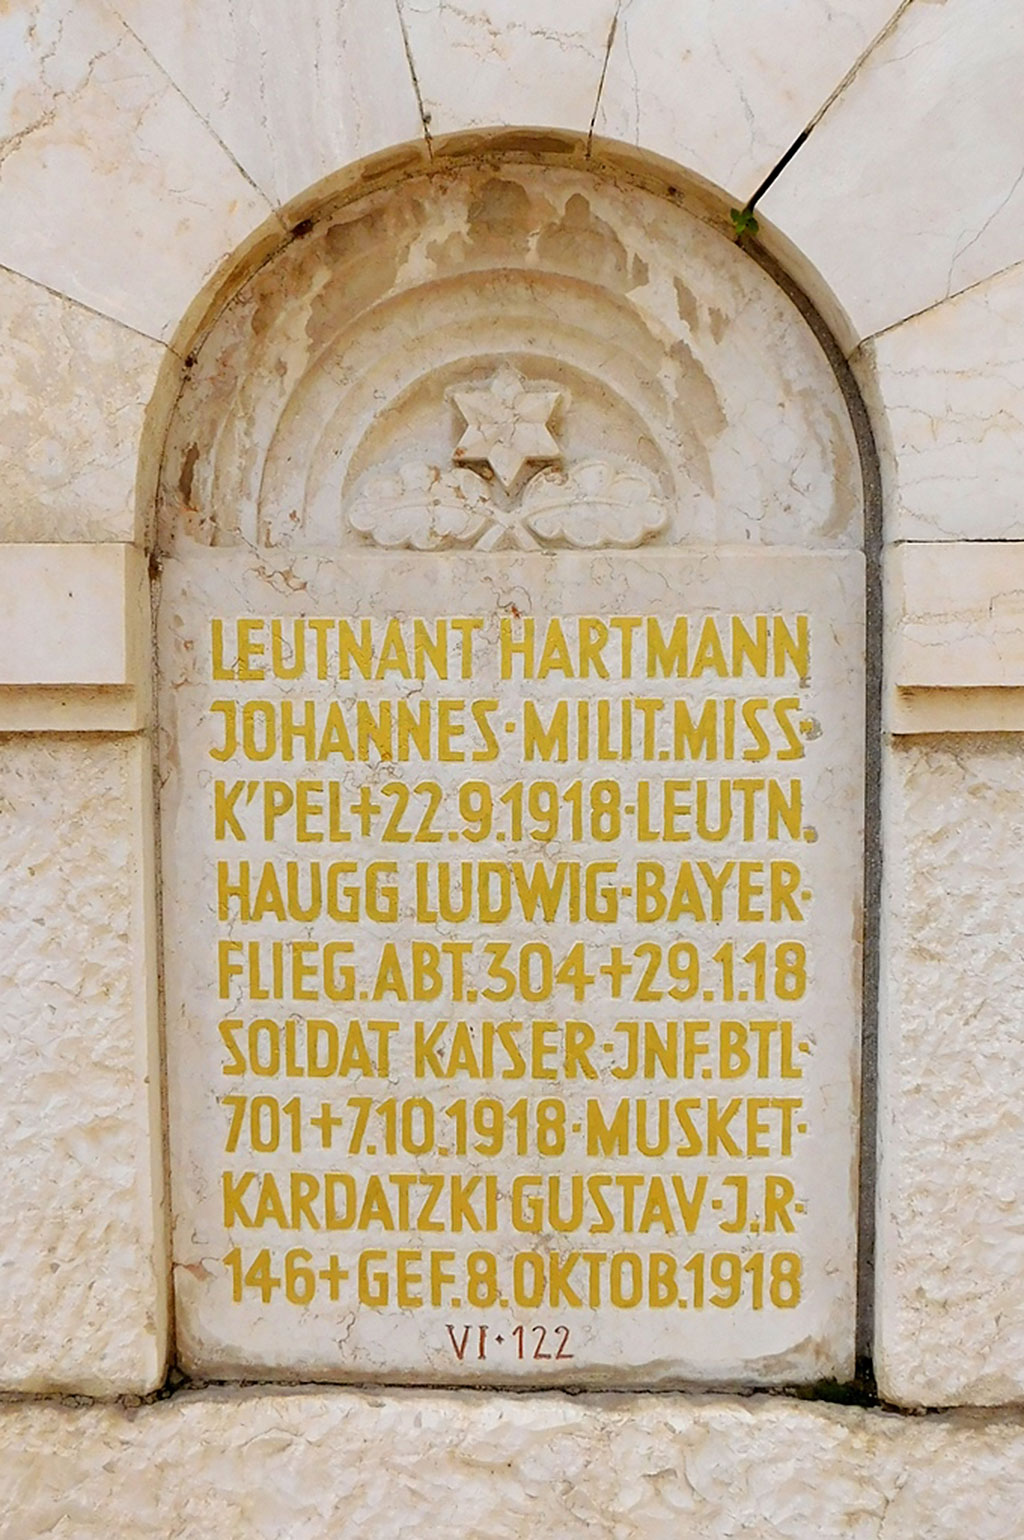 LEUTNANT HARTMANN
JOHANNES·MILIT.MISS·
K'PEL+22.9.1918·LEUTN.
HAUGG LUDWIG·BAYER·
FLIEG.ABT.304+29.1.18
SOLDAT KAISER·JNF.BTL·
701+7.10.1918·MUSKET·
KARDATZKI GUSTAV·J.R·
146+GEF.8.OKTOB.1918
VI·122